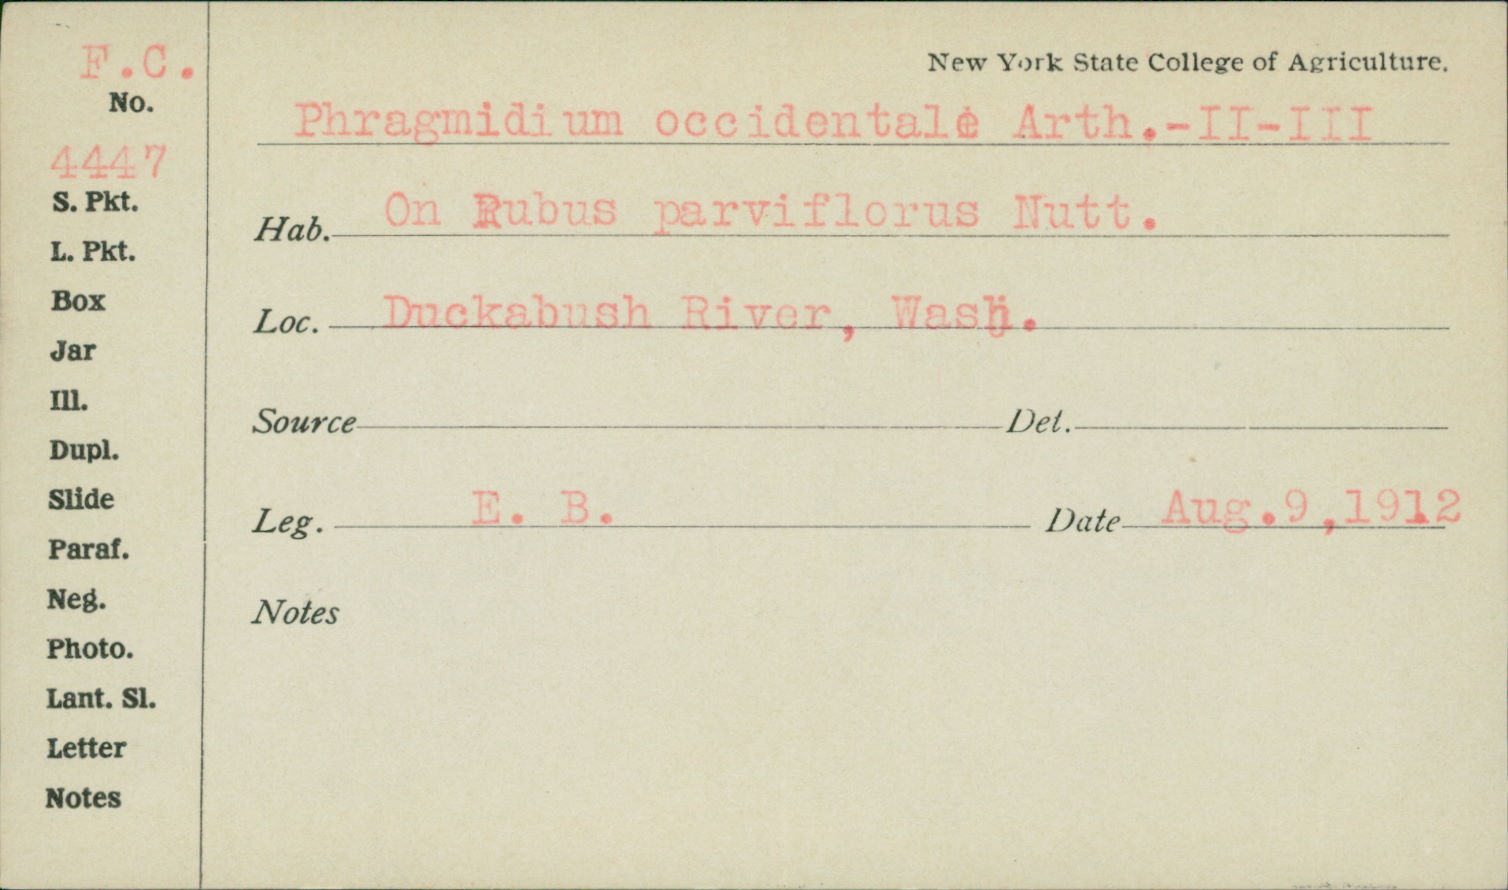 F.C.
No.
4447
S. Pkt.
L. Pkt.
Box
Jar
Ill.
Dupl.
Slide
Paraf.
Neg.
Photo.
Lant. Sl.
Letter
Notes
New York State College of Agriculture.
Phragmidium occidentale Arth.-II-III
Hab. On Rubus parviflorus Nutt.
Loc. Duckabush River, Wash.
Source Det.
Leg. E. B. Date Aug.9,1912
Notes